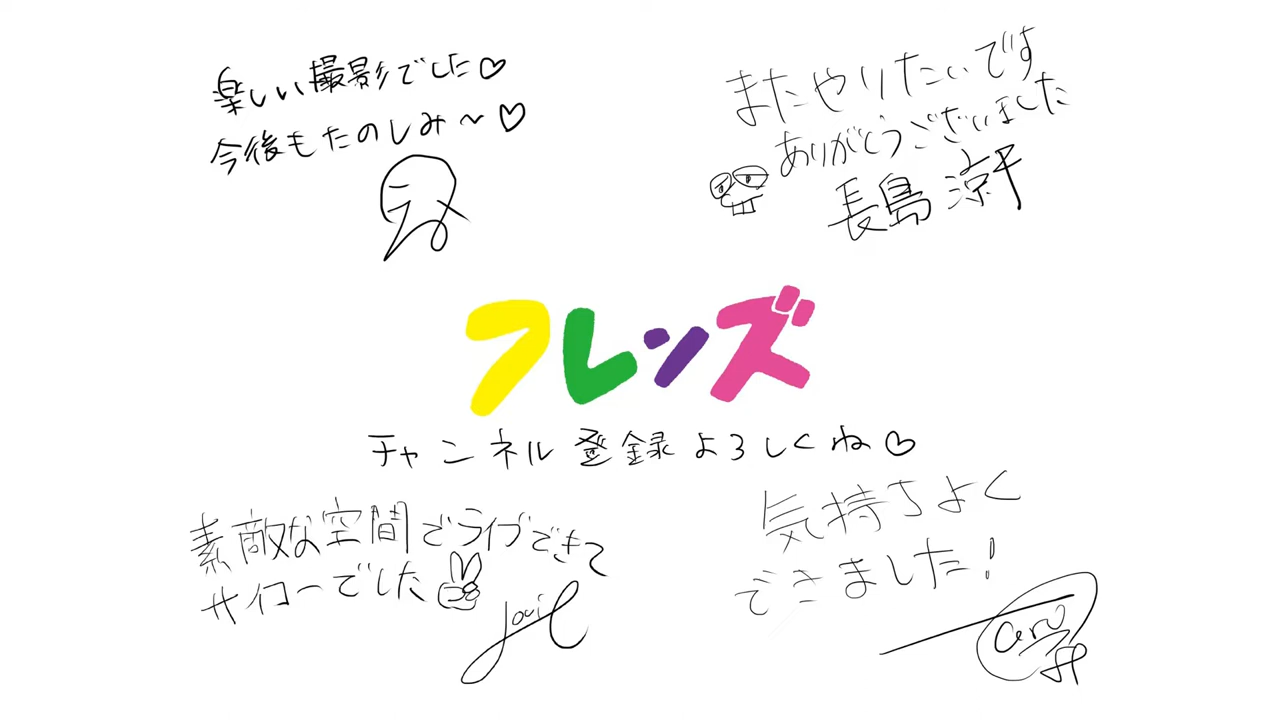 楽しい撮影でした♡
今後もたのしみ～♡
またやりたいです
ありがとうございました
長島 涼平
フレンズ
チャンネル登録よろしくね♡
素敵な空間でライブできて
サイコーでした
気持ちよく
できました！